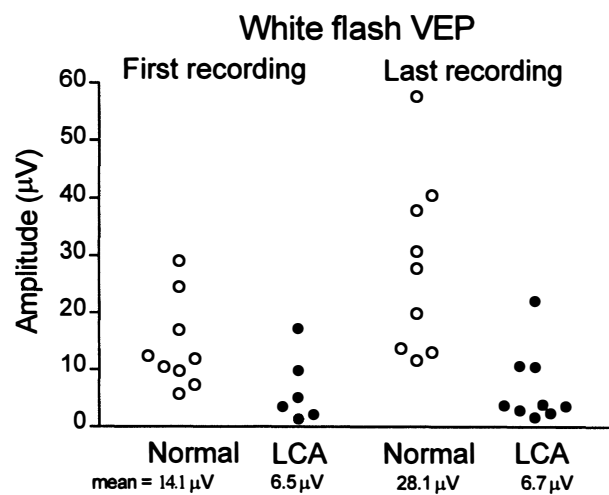 White flash VEP
First recording Last recording
Amplitude (µV)
60
50
40
30
20
10
0
Normal LCA Normal LCA
mean = 14.1 µV 6.5 µV 28.1 µV 6.7 µV